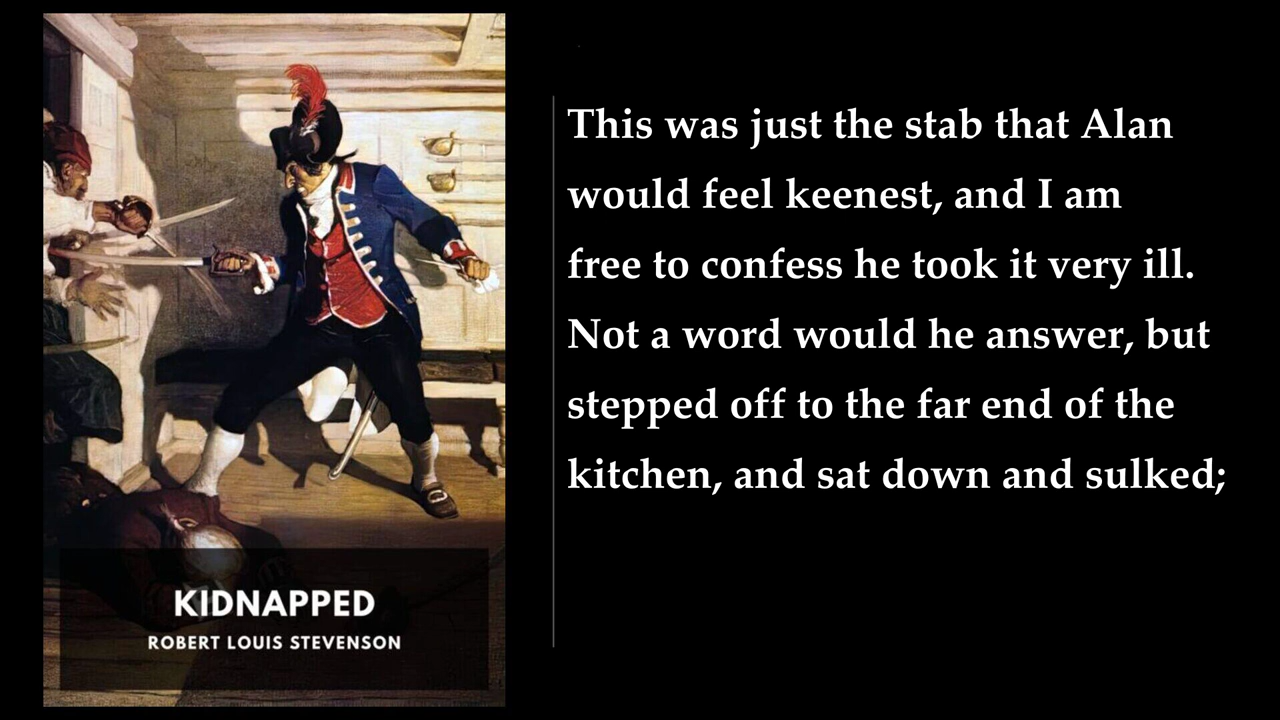 This was just the stab that Alan
would feel keenest, and I am
free to confess he took it very ill.
Not a word would he answer, but
stepped off to the far end of the
kitchen, and sat down and sulked;
KIDNAPPED
ROBERT LOUIS STEVENSON